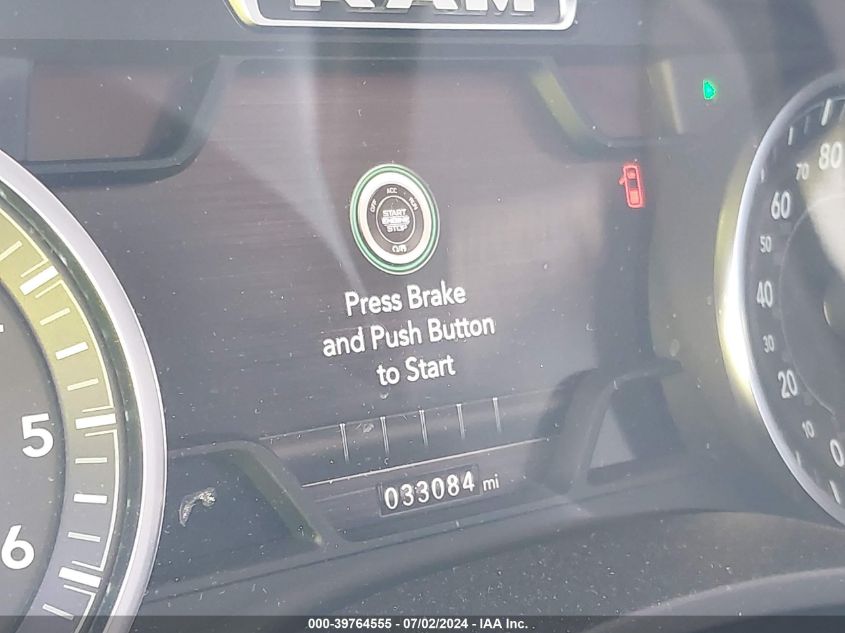 RAM
OFF ACC RUN
START
ENGINE
STOP
Press Brake
and Push Button
to Start
033084 mi
5
6
80
70
60
50
40
30
20
10
0
000-39764555 / 07/02/2024 - IAA Inc.